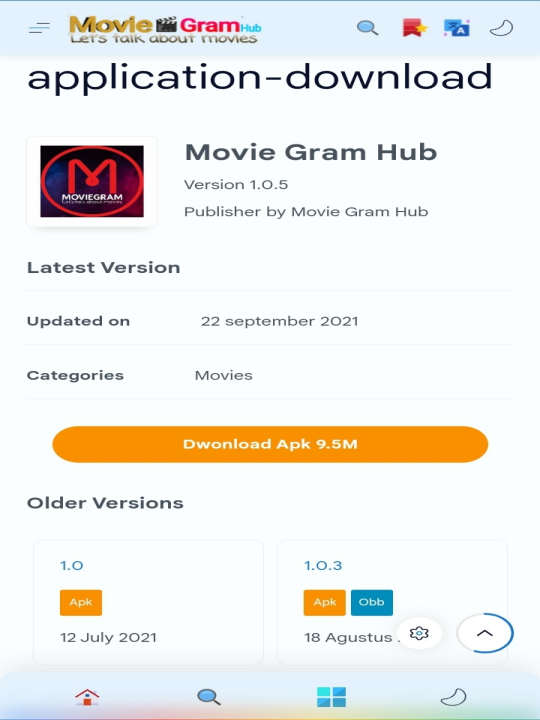 Movie Gram Hub
Let's talk about movies
application-download
MOVIEGRAM
Movie Gram Hub
Version 1.0.5
Publisher by Movie Gram Hub
Latest Version
Updated on 22 september 2021
Categories Movies
Dwonload Apk 9.5M
Older Versions
1.0 1.0.3
Apk Apk Obb
12 July 2021 18 Agustus .